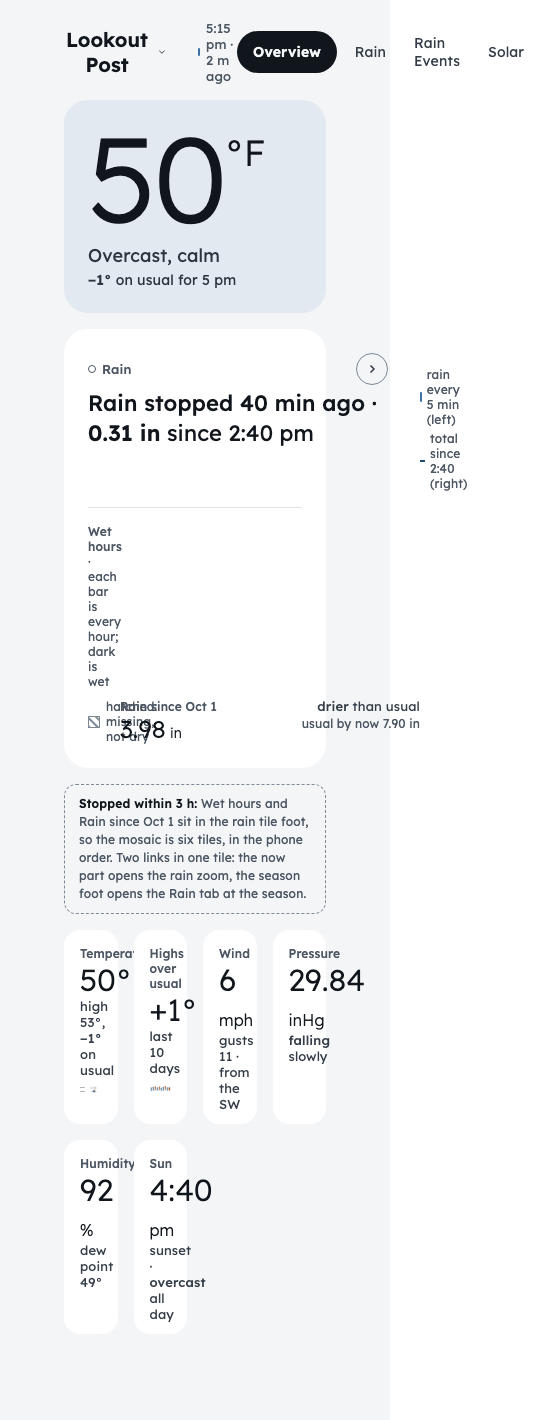 Lookout
Post
5:15
pm ·
2 m
ago
Overview
Rain
Rain
Events
Solar
50°F
Overcast, calm
−1° on usual for 5 pm
Rain
Rain stopped 40 min ago ·
0.31 in since 2:40 pm
rain
every
5 min
(left)
total
since
2:40
(right)
Wet
hours
·
each
bar
is
every
hour;
dark
is
wet
hatched:
missing,
not dry
Rain since Oct 1
3.98 in
drier than usual
usual by now 7.90 in
Stopped within 3 h: Wet hours and
Rain since Oct 1 sit in the rain tile foot,
so the mosaic is six tiles, in the phone
order. Two links in one tile: the now
part opens the rain zoom, the season
foot opens the Rain tab at the season.
50°
high
53°,
−1°
on
usual
Highs
over
usual
+1°
last
10
days
Wind
6
mph
gusts
11 ·
from
the
SW
Pressure
29.84
inHg
falling
slowly
Humidity
92
%
dew
point
49°
Sun
4:40
pm
sunset
·
overcast
all
day